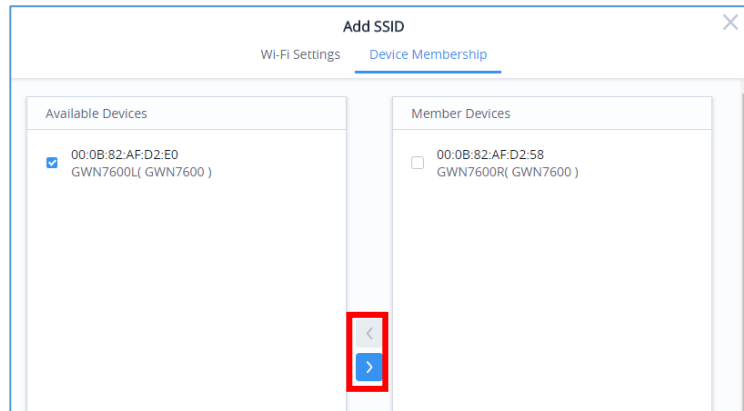 Add SSID
Wi-Fi Settings Device Membership
Available Devices
00:0B:82:AF:D2:E0
GWN7600L( GWN7600 )
Member Devices
00:0B:82:AF:D2:58
GWN7600R( GWN7600 )